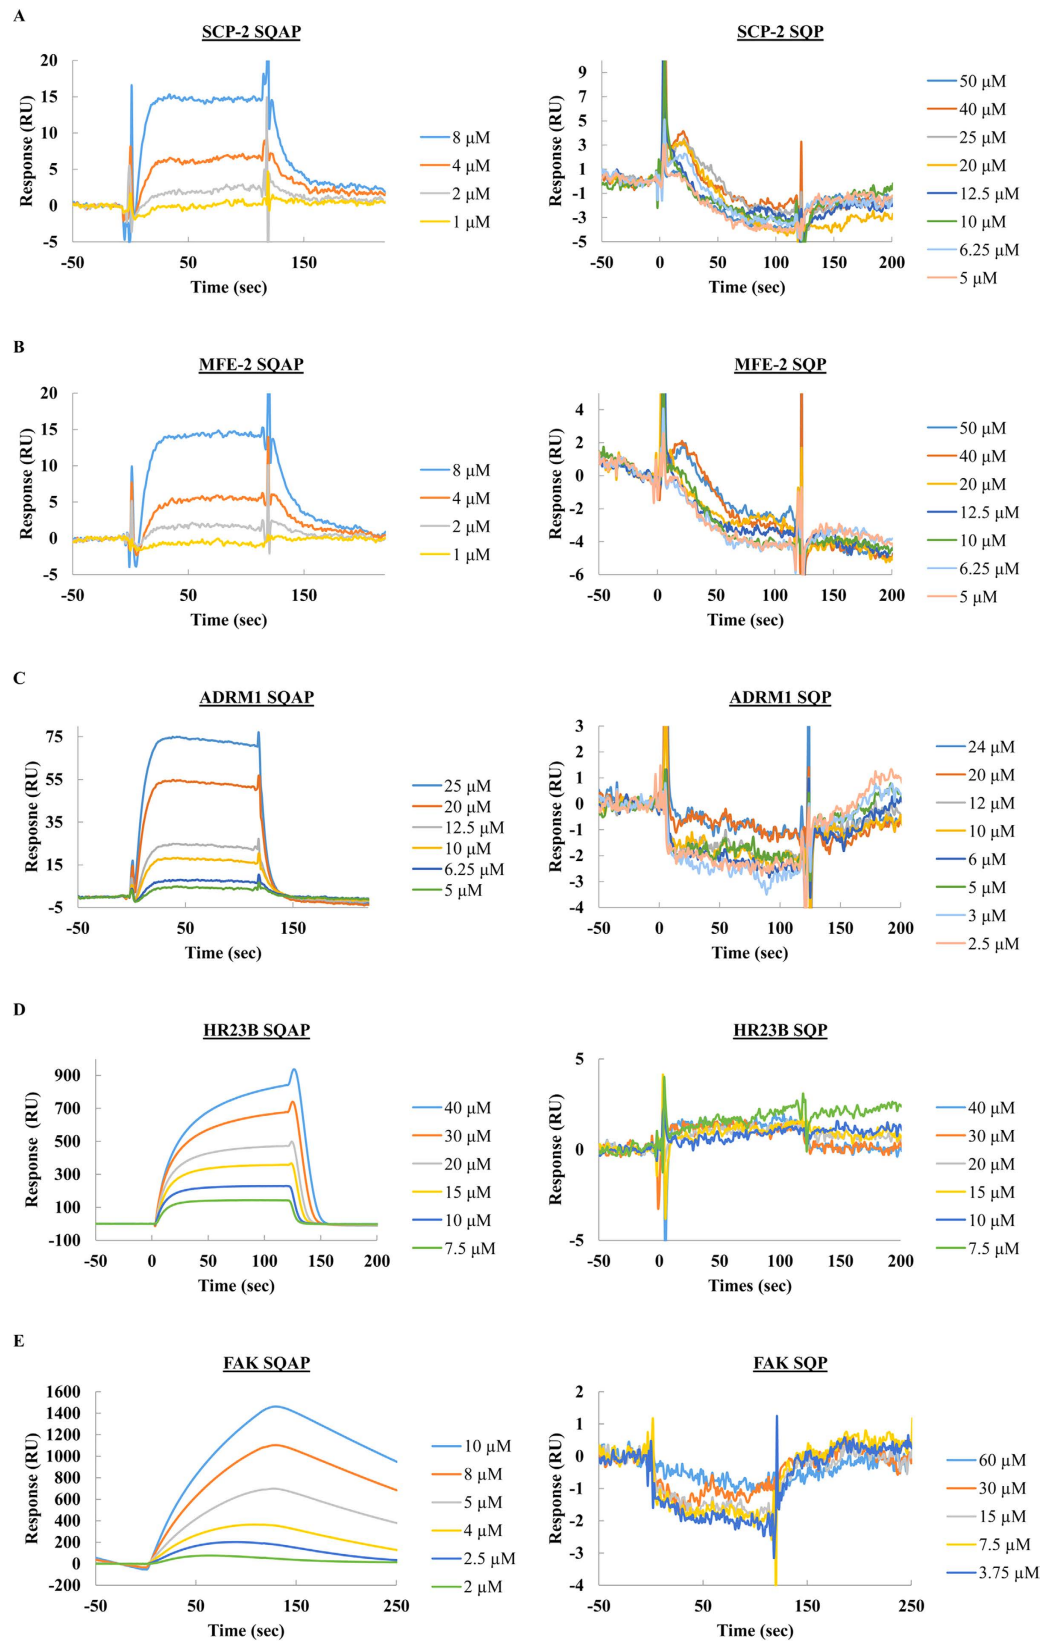 A
SCP-2 SQAP
Response (RU)
20
15
10
5
0
-5
-50
50
150
Time (sec)
8 µM
4 µM
2 µM
1 µM
SCP-2 SQP
Response (RU)
9
7
5
3
1
-1
-3
-5
-50
0
50
100
150
200
Time (sec)
50 µM
40 µM
25 µM
20 µM
12.5 µM
10 µM
6.25 µM
5 µM
B
MFE-2 SQAP
Response (RU)
20
15
10
5
0
-5
-50
50
150
Time (sec)
8 µM
4 µM
2 µM
1 µM
MFE-2 SQP
Response (RU)
4
2
0
-2
-4
-6
-50
0
50
100
150
200
Time (sec)
50 µM
40 µM
20 µM
12.5 µM
10 µM
6.25 µM
5 µM
C
ADRM1 SQAP
Resposne (RU)
75
55
35
15
-5
-50
50
150
Time (sec)
25 µM
20 µM
12.5 µM
10 µM
6.25 µM
5 µM
ADRM1 SQP
Response (RU)
3
2
1
0
-1
-2
-3
-4
-50
0
50
100
150
200
Time (sec)
24 µM
20 µM
12 µM
10 µM
6 µM
5 µM
3 µM
2.5 µM
D
HR23B SQAP
Response (RU)
900
700
500
300
100
-100
-50
0
50
100
150
200
Time (sec)
40 µM
30 µM
20 µM
15 µM
10 µM
7.5 µM
HR23B SQP
Response (RU)
5
0
-5
-50
0
50
100
150
200
Times (sec)
40 µM
30 µM
20 µM
15 µM
10 µM
7.5 µM
E
FAK SQAP
Response (RU)
1600
1400
1200
1000
800
600
400
200
0
-200
-50
50
150
250
Time (sec)
10 µM
8 µM
5 µM
4 µM
2.5 µM
2 µM
FAK SQP
Response (RU)
2
1
0
-1
-2
-3
-4
-50
0
50
100
150
200
250
Time (sec)
60 µM
30 µM
15 µM
7.5 µM
3.75 µM